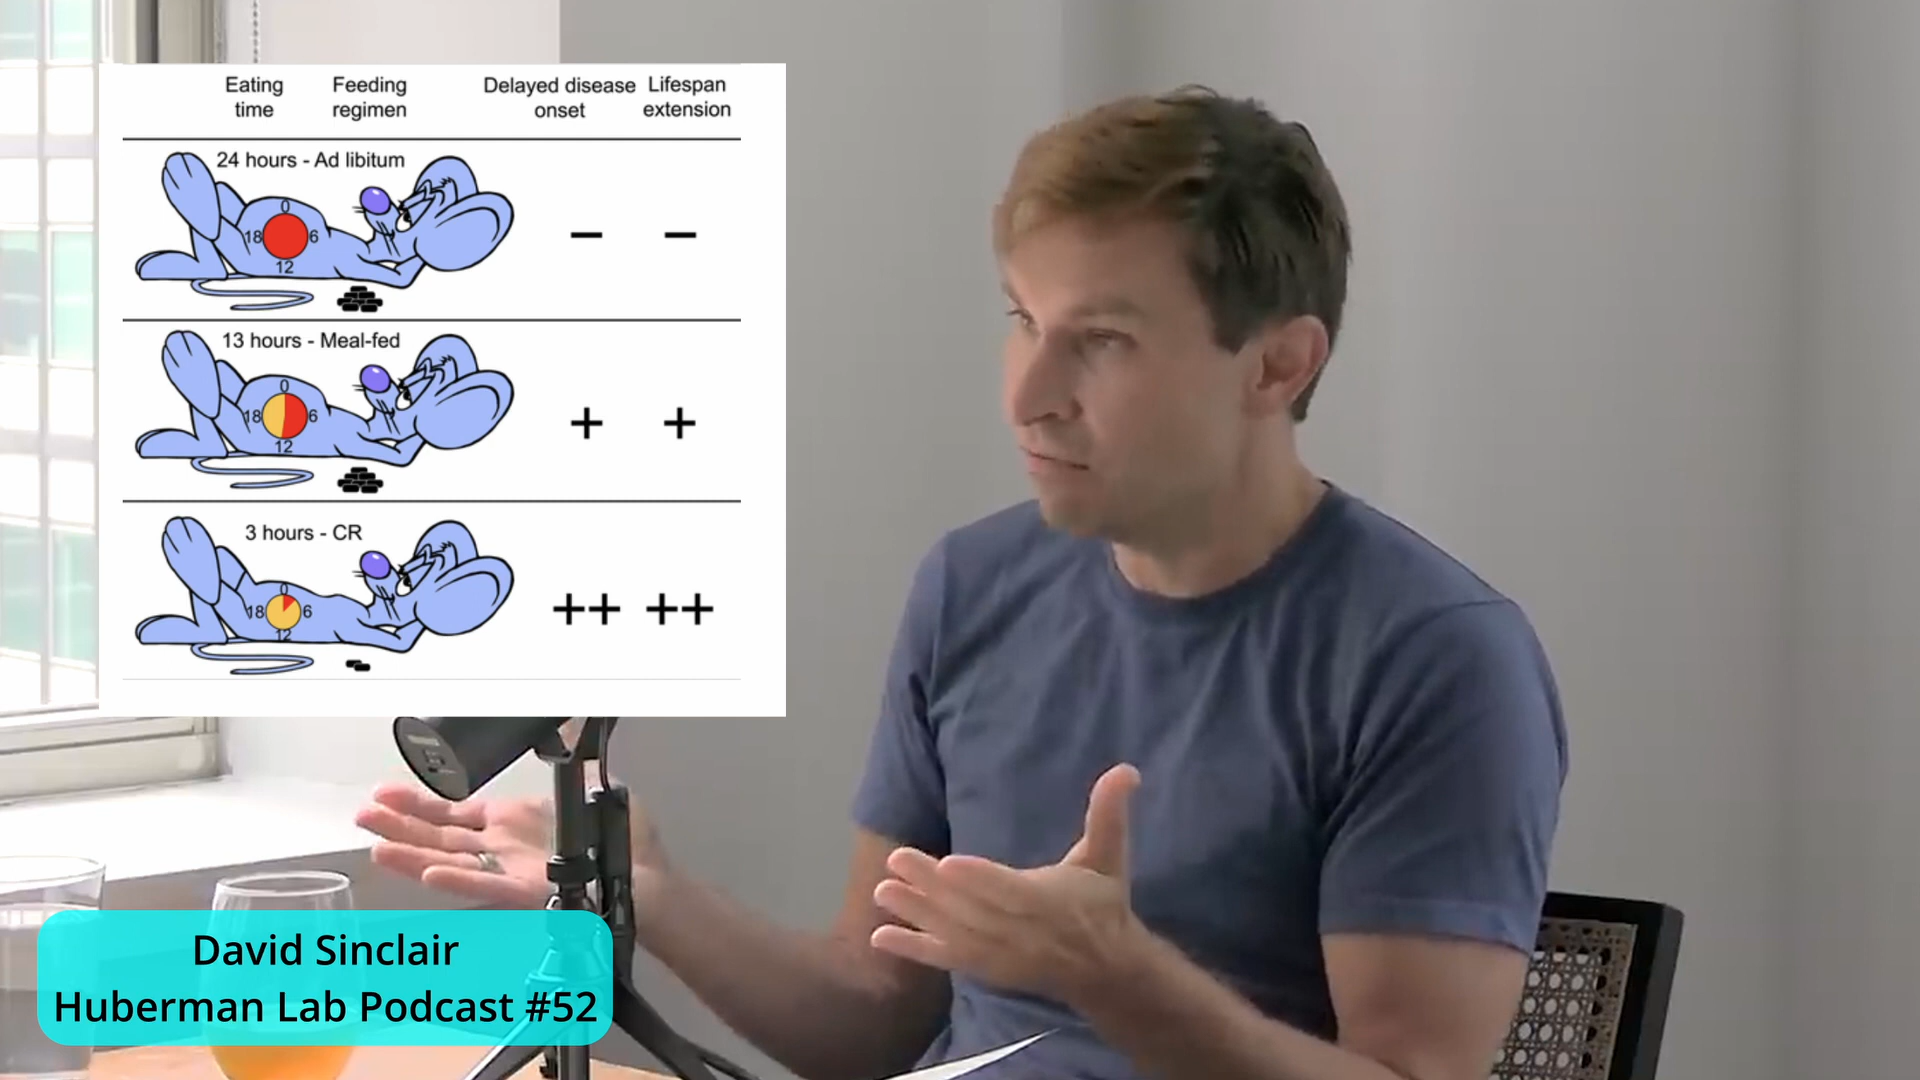 Eating time
Feeding regimen
Delayed disease onset
Lifespan extension
24 hours - Ad libitum
0
18
6
12
– –
13 hours - Meal-fed
0
18
6
12
+ +
3 hours - CR
0
18
6
12
++ ++
David Sinclair
Huberman Lab Podcast #52